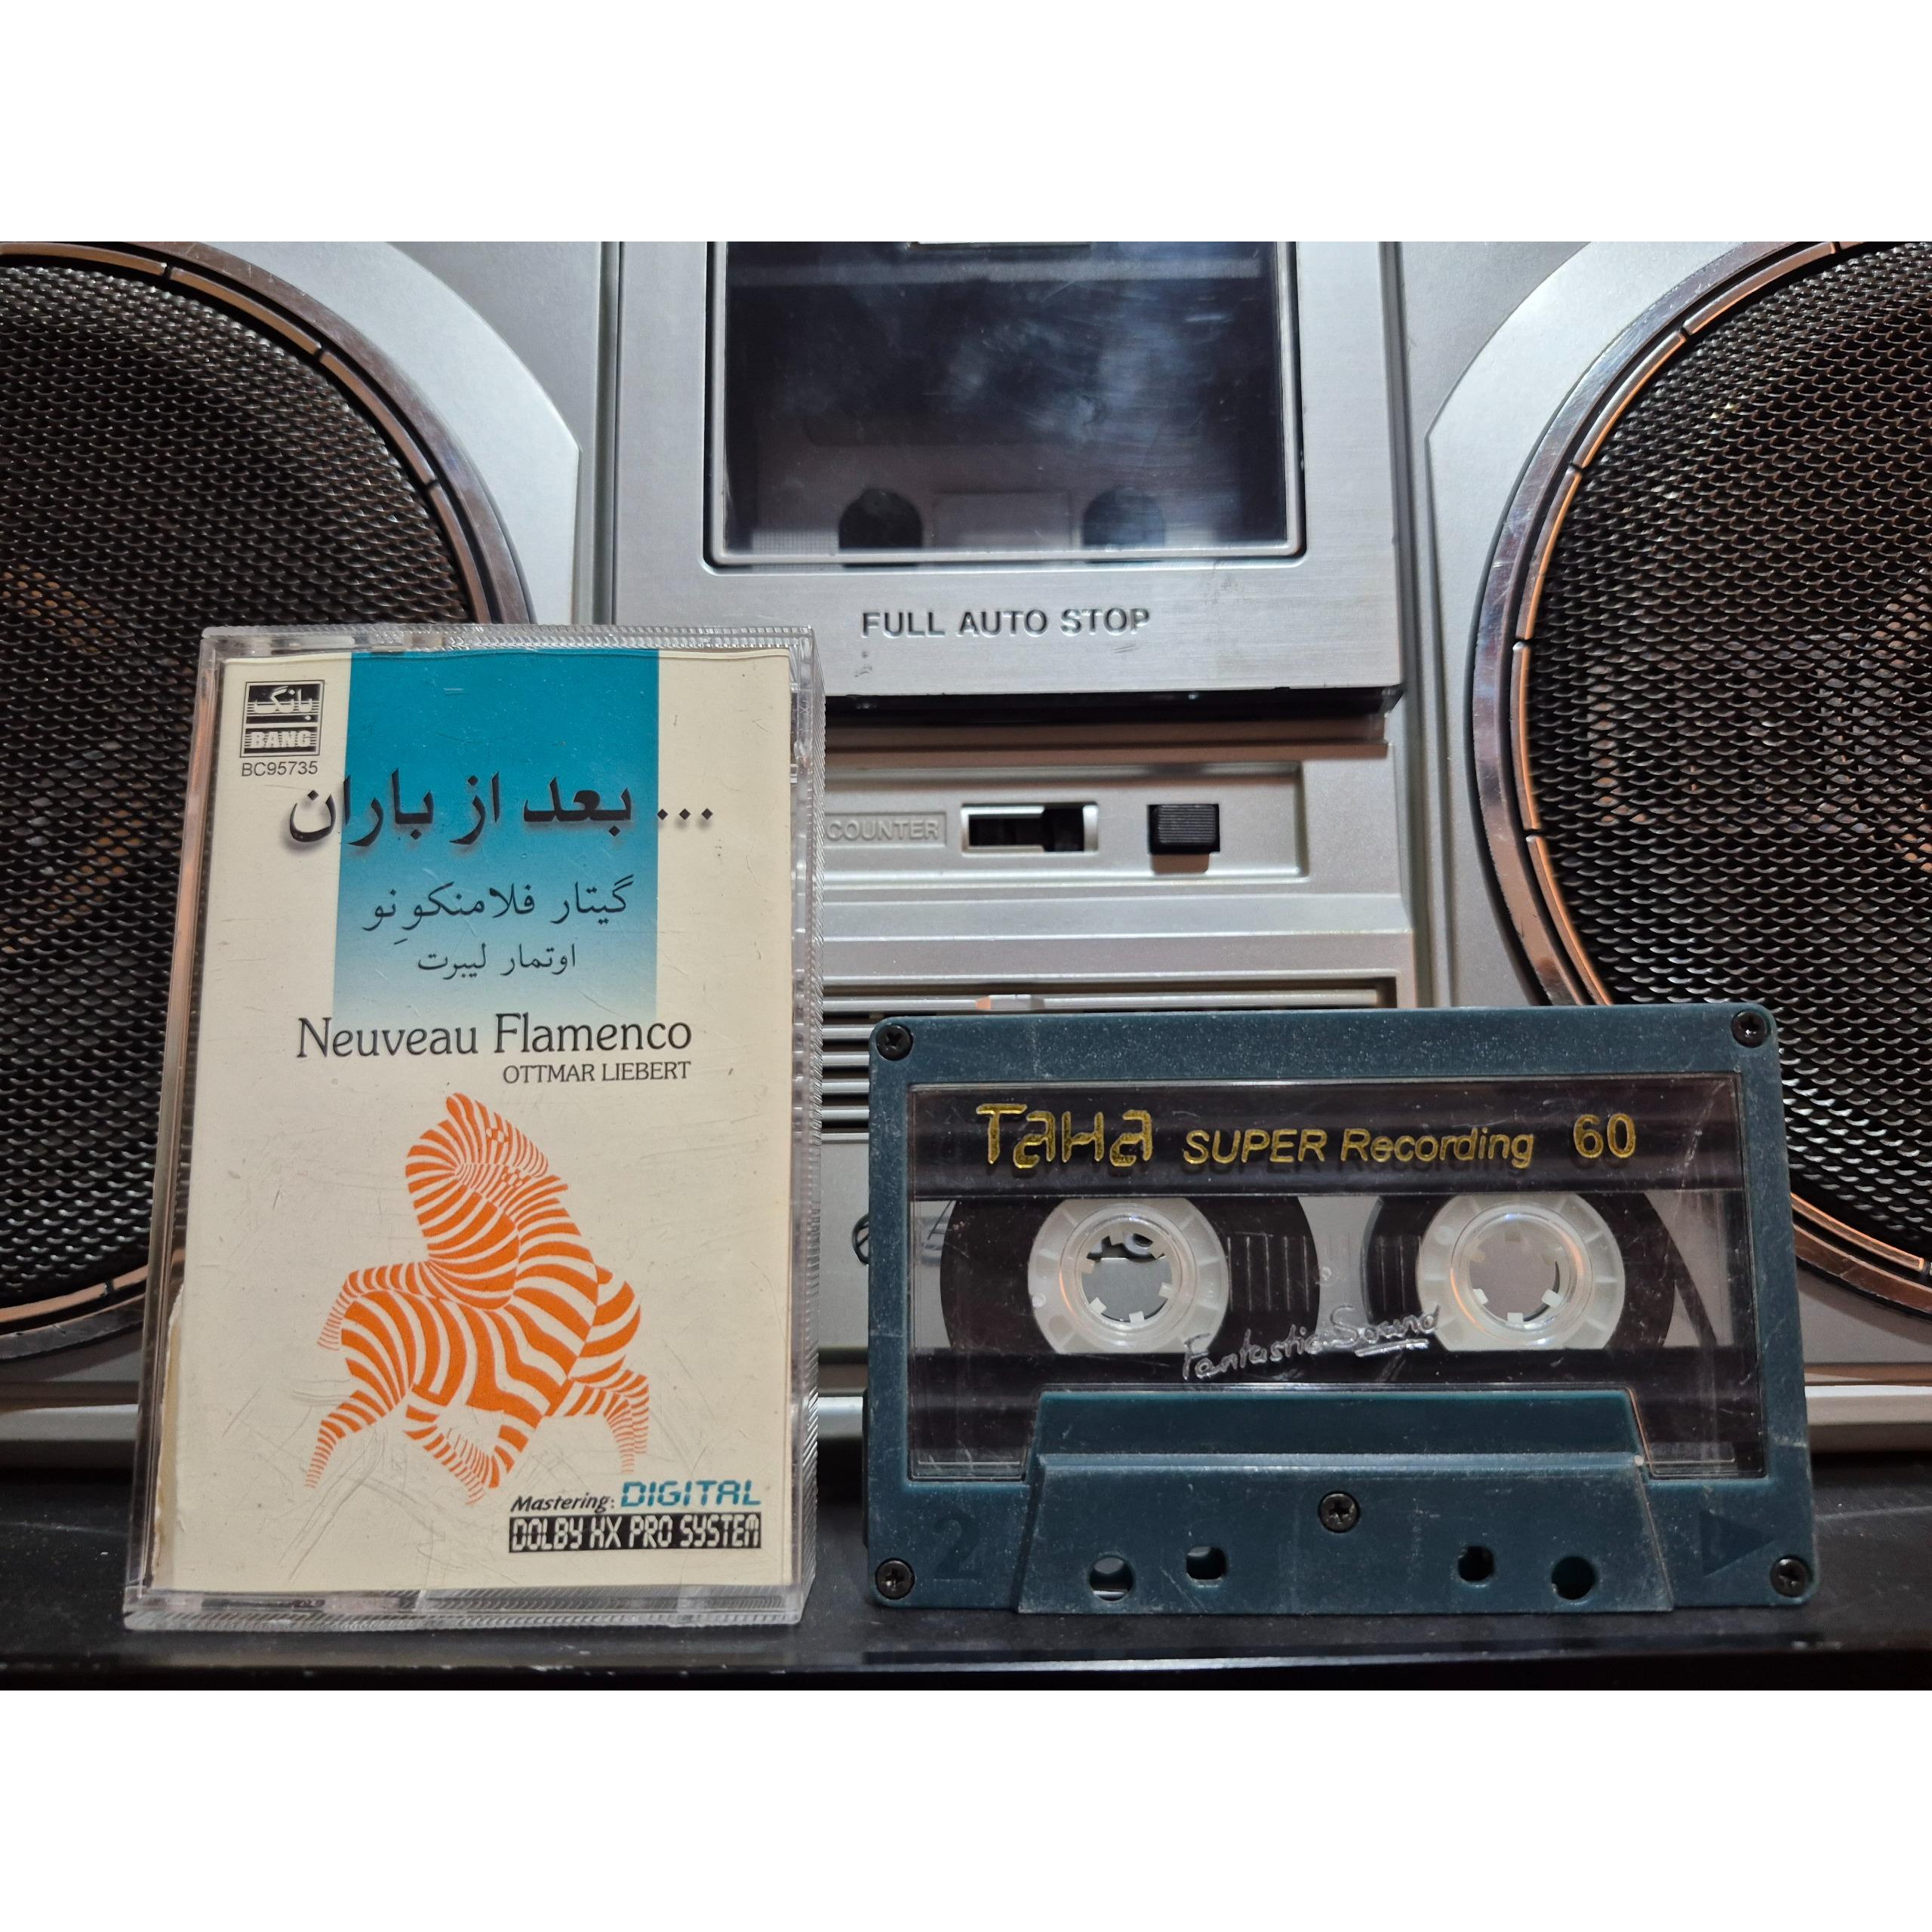 FULL AUTO STOP
COUNTER
بانگ
BANG
BC95735
... بعد از باران
گیتار فلامنکوِ نو
اوتمار لیبرت
Neuveau Flamenco
OTTMAR LIEBERT
Mastering: DIGITAL
DOLBY HX PRO SYSTEM
TaHa SUPER Recording 60
Fantastic Sound
2